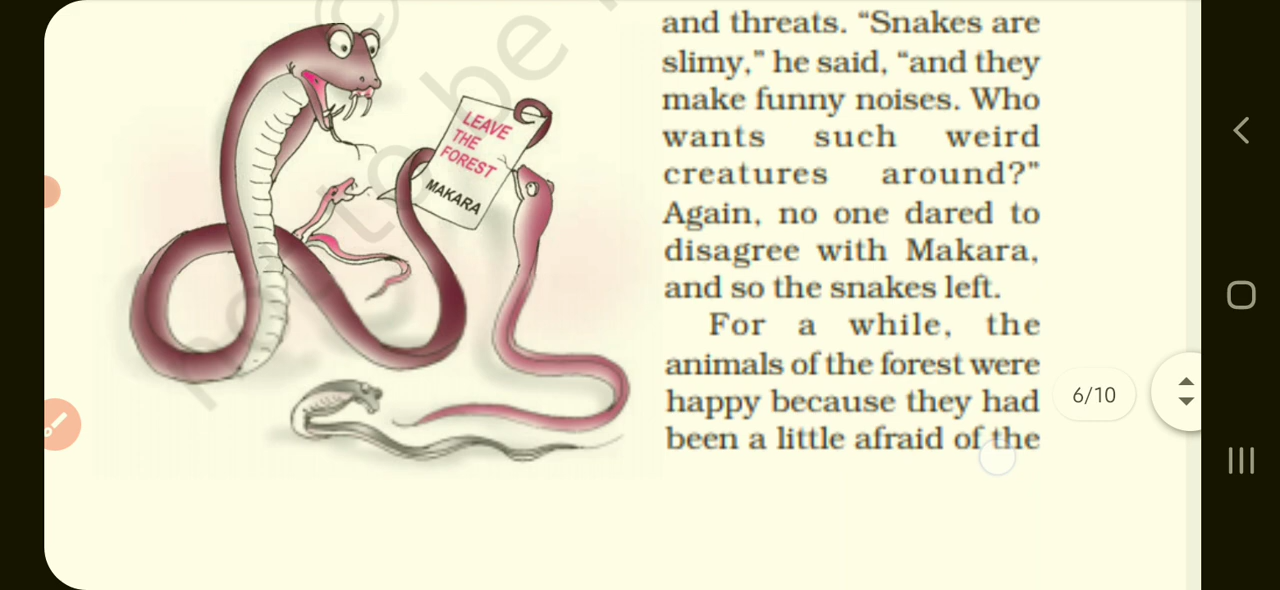 LEAVE
THE
FOREST
MAKARA
and threats. “Snakes are
slimy,” he said, “and they
make funny noises. Who
wants such weird
creatures around?”
Again, no one dared to
disagree with Makara,
and so the snakes left.
For a while, the
animals of the forest were
happy because they had
been a little afraid of the
6/10